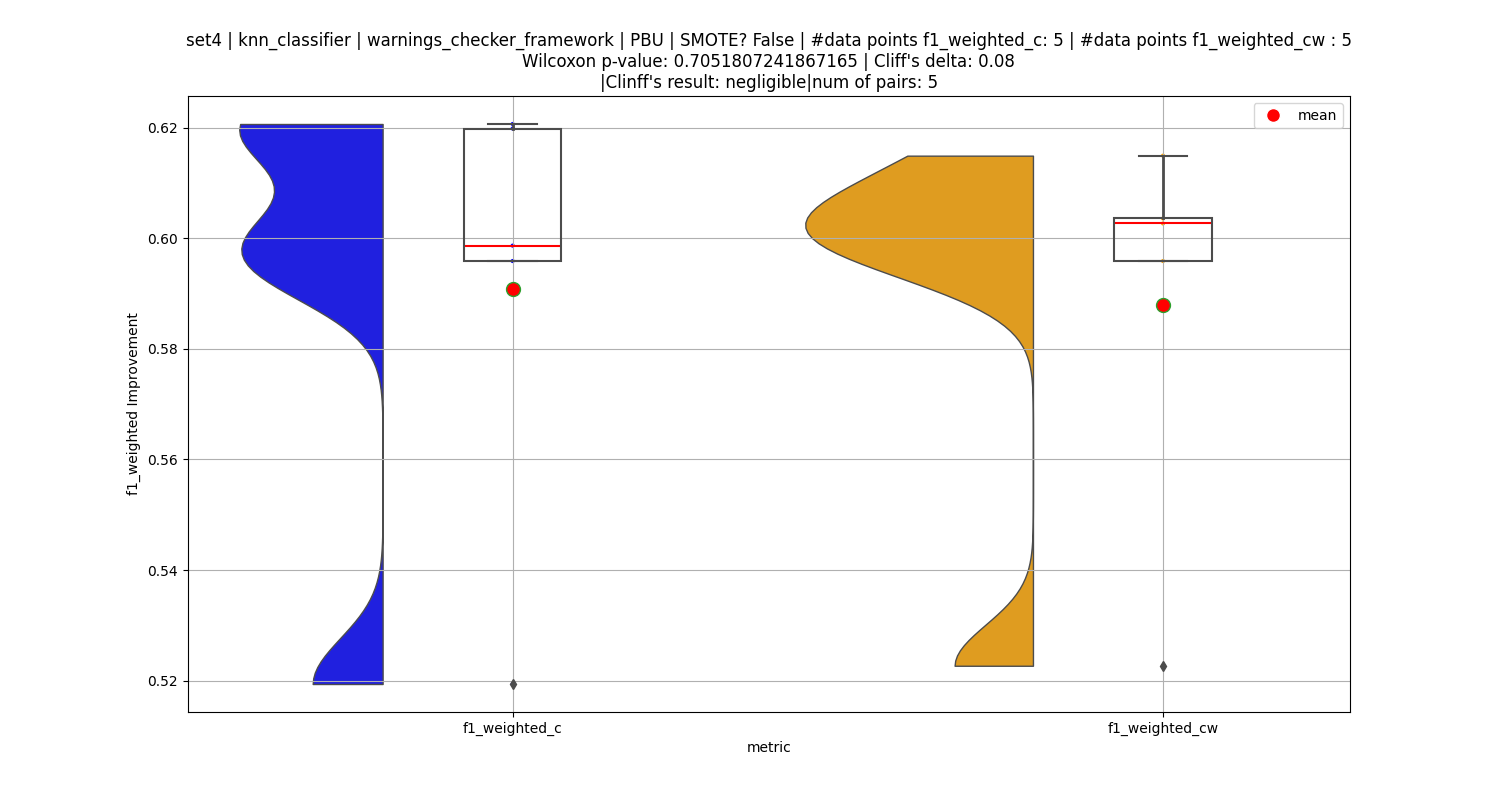 set4 | knn_classifier | warnings_checker_framework | PBU | SMOTE? False | #data points f1_weighted_c: 5 | #data points f1_weighted_cw : 5
Wilcoxon p-value: 0.7051807241867165 | Cliff's delta: 0.08
|Clinff's result: negligible|num of pairs: 5
mean
0.62
0.60
0.58
0.56
0.54
0.52
f1_weighted Improvement
f1_weighted_c
f1_weighted_cw
metric